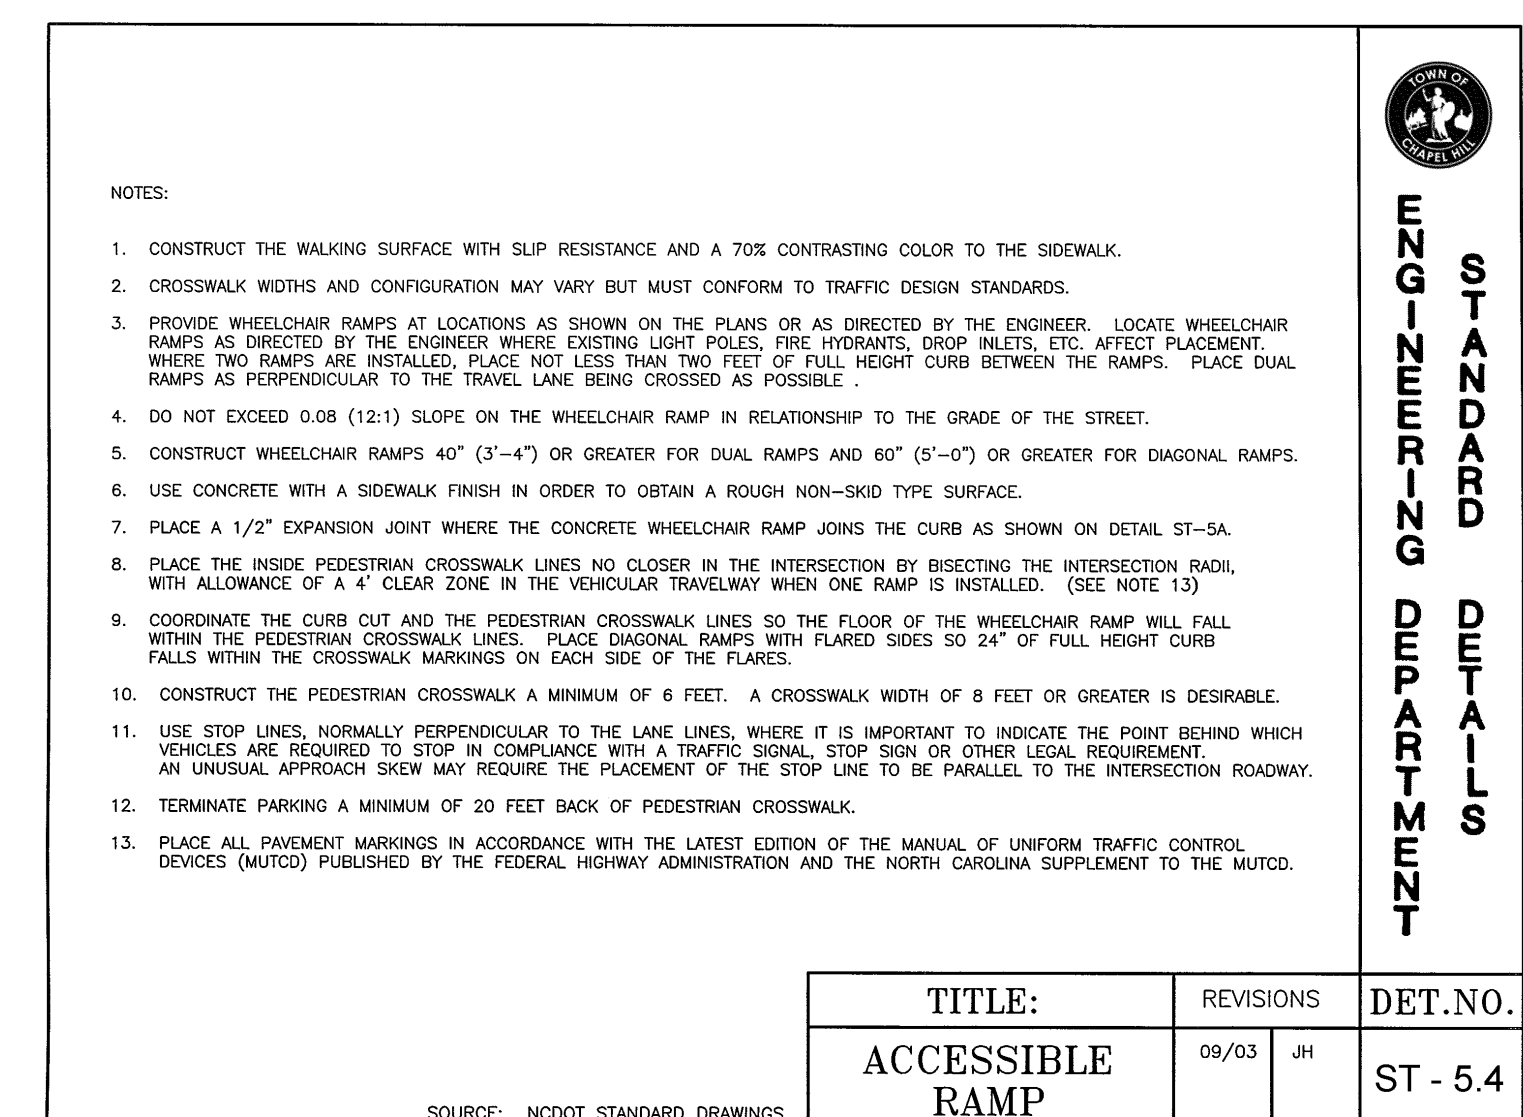 TOWN OF
CHAPEL HILL
ENGINEERING DEPARTMENT
STANDARD DETAILS
NOTES:
1. CONSTRUCT THE WALKING SURFACE WITH SLIP RESISTANCE AND A 70% CONTRASTING COLOR TO THE SIDEWALK.
2. CROSSWALK WIDTHS AND CONFIGURATION MAY VARY BUT MUST CONFORM TO TRAFFIC DESIGN STANDARDS.
3. PROVIDE WHEELCHAIR RAMPS AT LOCATIONS AS SHOWN ON THE PLANS OR AS DIRECTED BY THE ENGINEER. LOCATE WHEELCHAIR
RAMPS AS DIRECTED BY THE ENGINEER WHERE EXISTING LIGHT POLES, FIRE HYDRANTS, DROP INLETS, ETC. AFFECT PLACEMENT.
WHERE TWO RAMPS ARE INSTALLED, PLACE NOT LESS THAN TWO FEET OF FULL HEIGHT CURB BETWEEN THE RAMPS. PLACE DUAL
RAMPS AS PERPENDICULAR TO THE TRAVEL LANE BEING CROSSED AS POSSIBLE .
4. DO NOT EXCEED 0.08 (12:1) SLOPE ON THE WHEELCHAIR RAMP IN RELATIONSHIP TO THE GRADE OF THE STREET.
5. CONSTRUCT WHEELCHAIR RAMPS 40" (3'-4") OR GREATER FOR DUAL RAMPS AND 60" (5'-0") OR GREATER FOR DIAGONAL RAMPS.
6. USE CONCRETE WITH A SIDEWALK FINISH IN ORDER TO OBTAIN A ROUGH NON-SKID TYPE SURFACE.
7. PLACE A 1/2" EXPANSION JOINT WHERE THE CONCRETE WHEELCHAIR RAMP JOINS THE CURB AS SHOWN ON DETAIL ST-5A.
8. PLACE THE INSIDE PEDESTRIAN CROSSWALK LINES NO CLOSER IN THE INTERSECTION BY BISECTING THE INTERSECTION RADII,
WITH ALLOWANCE OF A 4' CLEAR ZONE IN THE VEHICULAR TRAVELWAY WHEN ONE RAMP IS INSTALLED. (SEE NOTE 13)
9. COORDINATE THE CURB CUT AND THE PEDESTRIAN CROSSWALK LINES SO THE FLOOR OF THE WHEELCHAIR RAMP WILL FALL
WITHIN THE PEDESTRIAN CROSSWALK LINES. PLACE DIAGONAL RAMPS WITH FLARED SIDES SO 24" OF FULL HEIGHT CURB
FALLS WITHIN THE CROSSWALK MARKINGS ON EACH SIDE OF THE FLARES.
10. CONSTRUCT THE PEDESTRIAN CROSSWALK A MINIMUM OF 6 FEET. A CROSSWALK WIDTH OF 8 FEET OR GREATER IS DESIRABLE.
11. USE STOP LINES, NORMALLY PERPENDICULAR TO THE LANE LINES, WHERE IT IS IMPORTANT TO INDICATE THE POINT BEHIND WHICH
VEHICLES ARE REQUIRED TO STOP IN COMPLIANCE WITH A TRAFFIC SIGNAL, STOP SIGN OR OTHER LEGAL REQUIREMENT.
AN UNUSUAL APPROACH SKEW MAY REQUIRE THE PLACEMENT OF THE STOP LINE TO BE PARALLEL TO THE INTERSECTION ROADWAY.
12. TERMINATE PARKING A MINIMUM OF 20 FEET BACK OF PEDESTRIAN CROSSWALK.
13. PLACE ALL PAVEMENT MARKINGS IN ACCORDANCE WITH THE LATEST EDITION OF THE MANUAL OF UNIFORM TRAFFIC CONTROL
DEVICES (MUTCD) PUBLISHED BY THE FEDERAL HIGHWAY ADMINISTRATION AND THE NORTH CAROLINA SUPPLEMENT TO THE MUTCD.
TITLE:
REVISIONS
DET.NO.
ACCESSIBLE
RAMP
09/03 JH
ST - 5.4
SOURCE: NCDOT STANDARD DRAWINGS